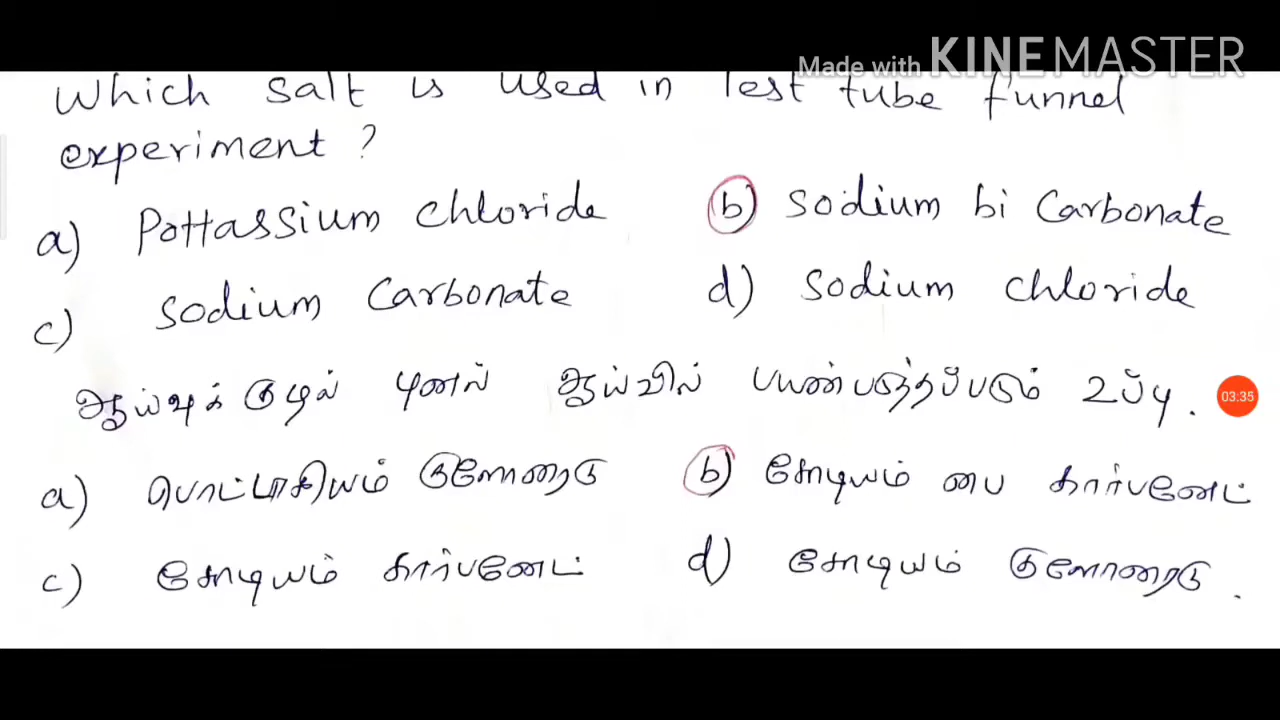 Made with KINEMASTER
Which salt is used in Test tube funnel
experiment ?
a) Pottassium chloride b) sodium bi carbonate
c) sodium carbonate d) sodium chloride
ஆய்வுக் குழல் புனல் ஆய்வில் பயன்படுத்தப்படும் உப்பு .
03:35
a) பொட்டாசியம் குளோரைடு b) சோடியம் பை கார்பனேட்
c) சோடியம் கார்பனேட் d) சோடியம் குளோரைடு .